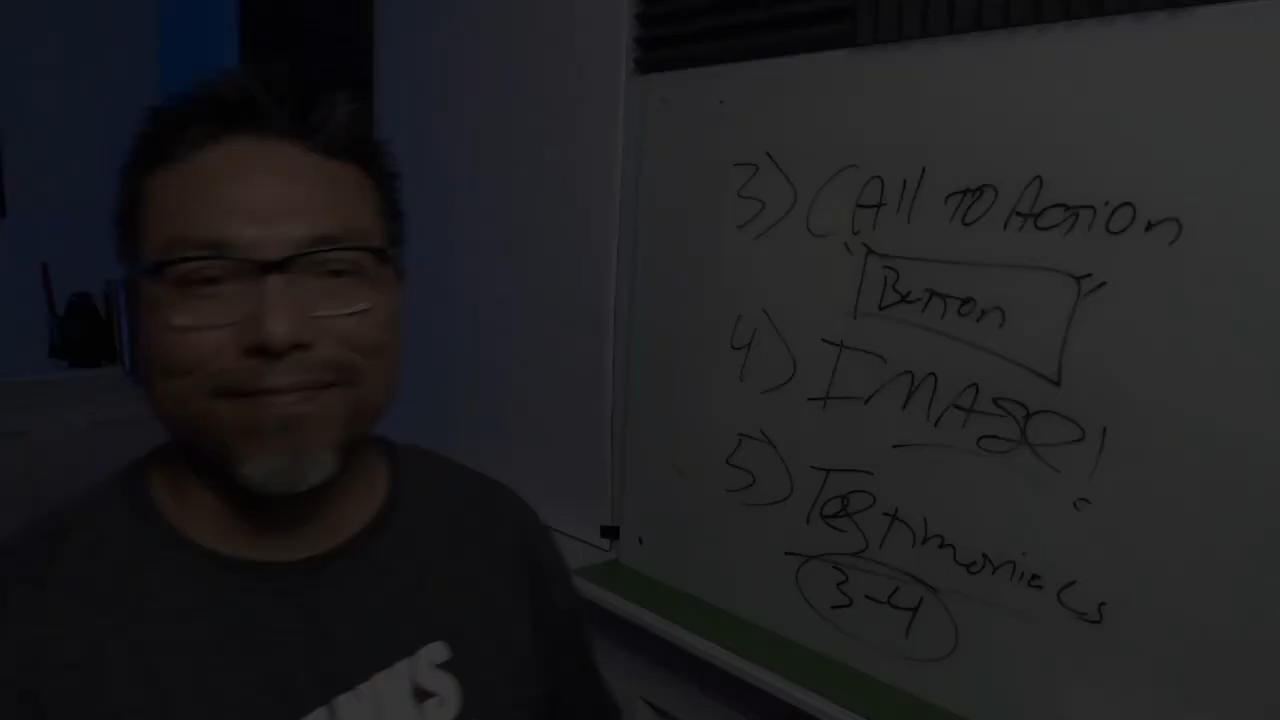 3) CAll TO ACTION
BUTTON
4) IMAGE!
5) Testimonials
3-4